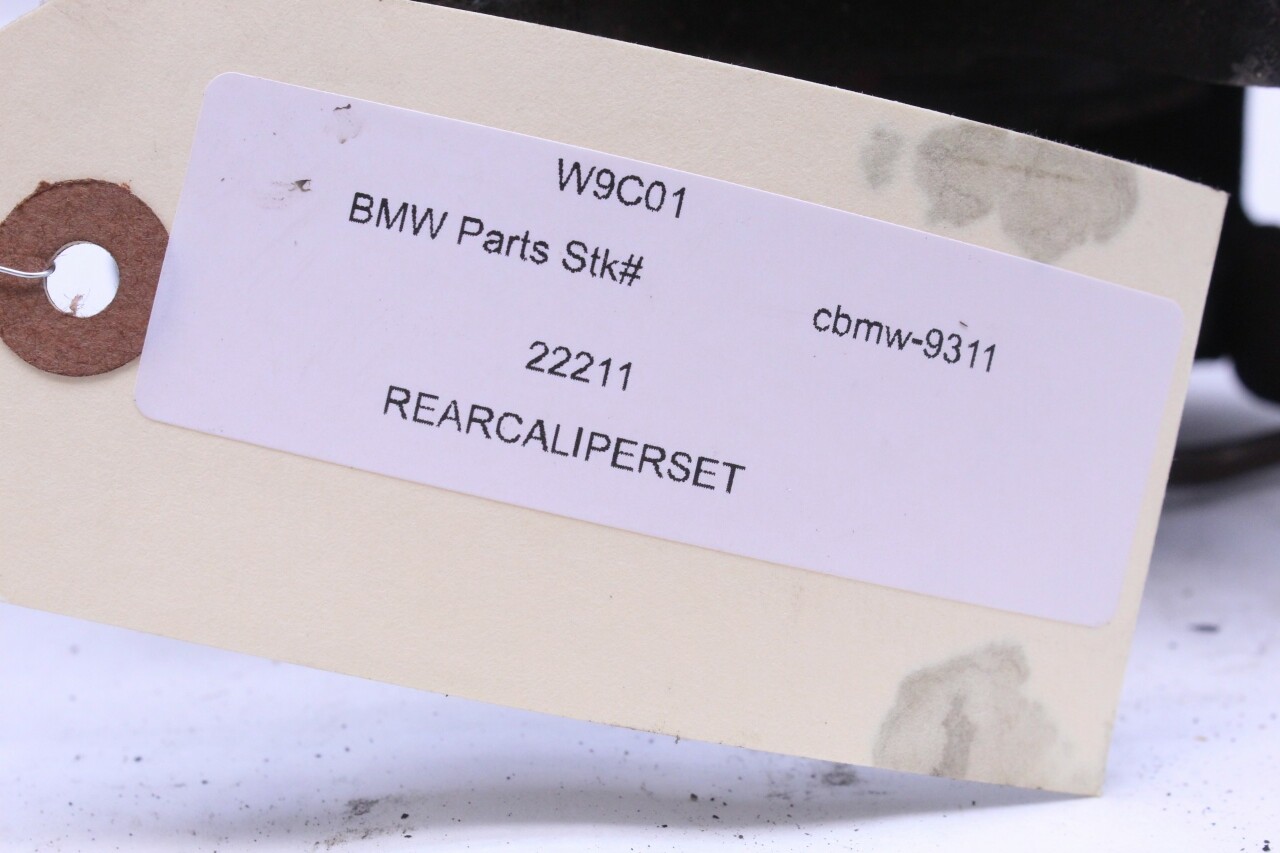 W9C01
BMW Parts Stk#
cbmw-9311
22211
REARCALIPERSET